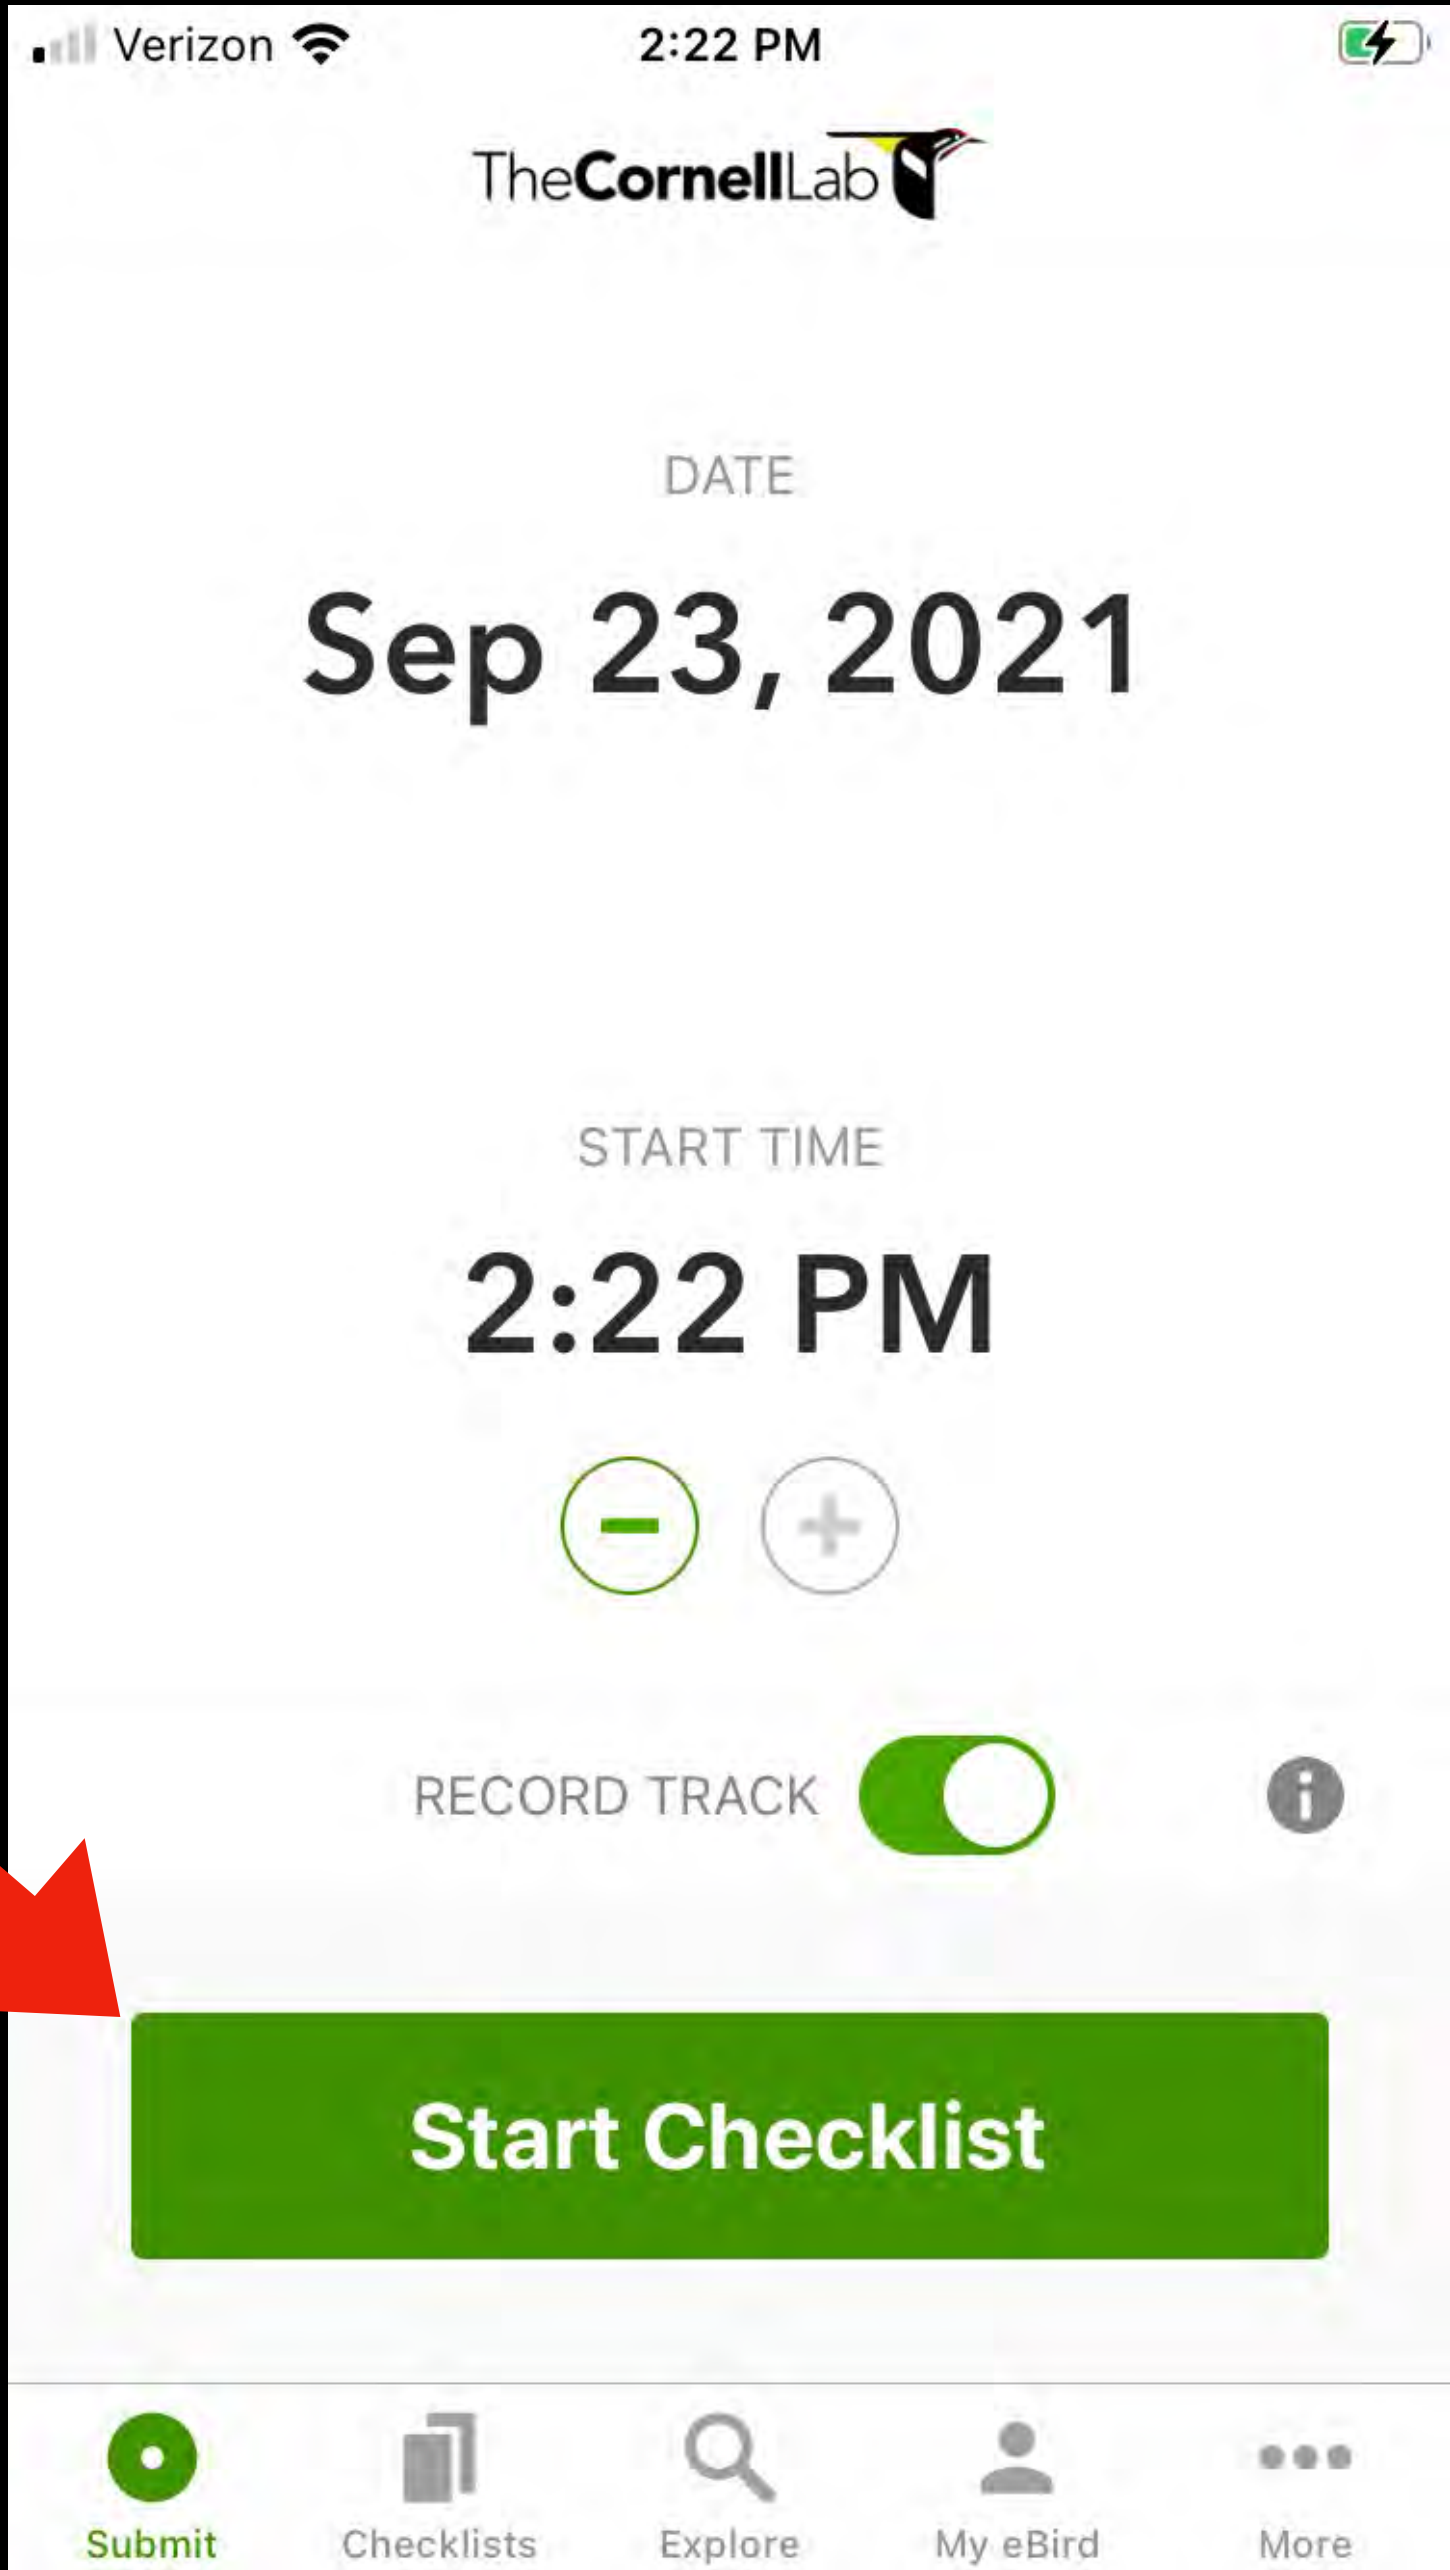 Verizon 2:22 PM
TheCornellLab
DATE
Sep 23, 2021
START TIME
2:22 PM
RECORD TRACK
Start Checklist
Submit Checklists Explore My eBird More